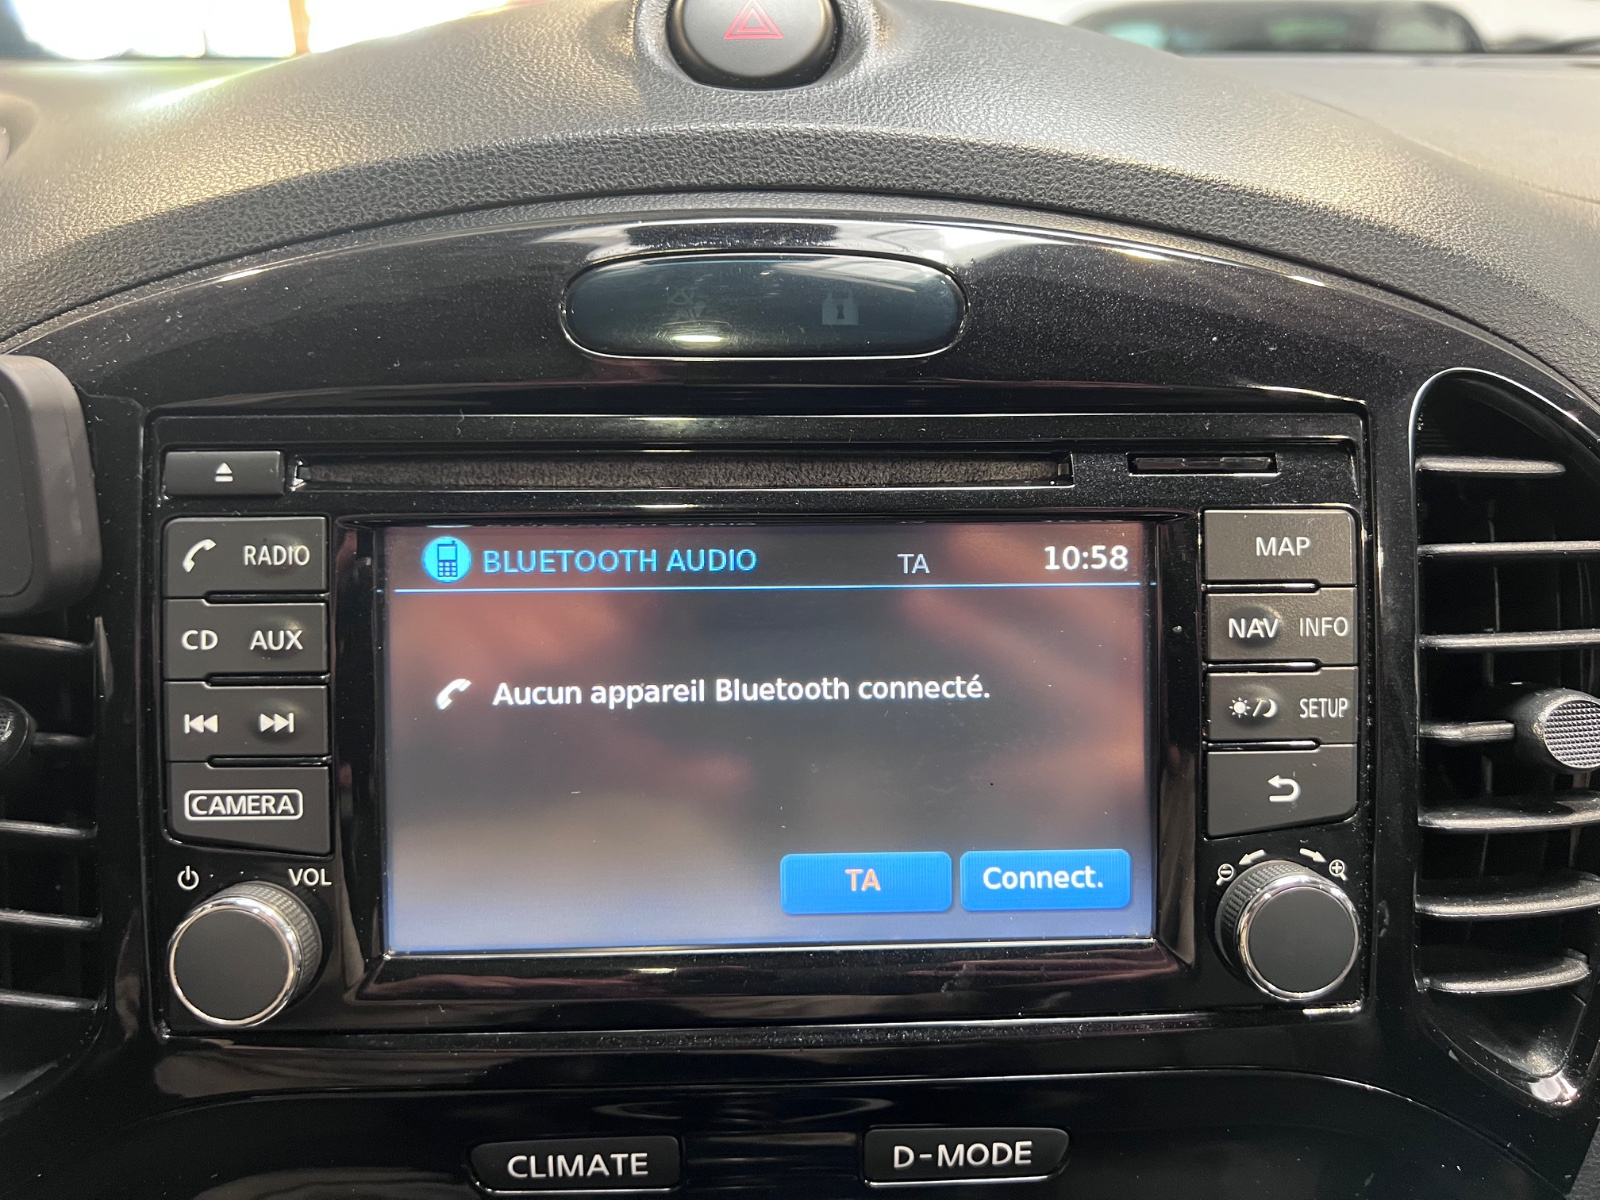 RADIO
CD AUX
CAMERA
VOL
BLUETOOTH AUDIO TA 10:58
Aucun appareil Bluetooth connecté.
TA Connect.
MAP
NAV INFO
SETUP
CLIMATE D-MODE